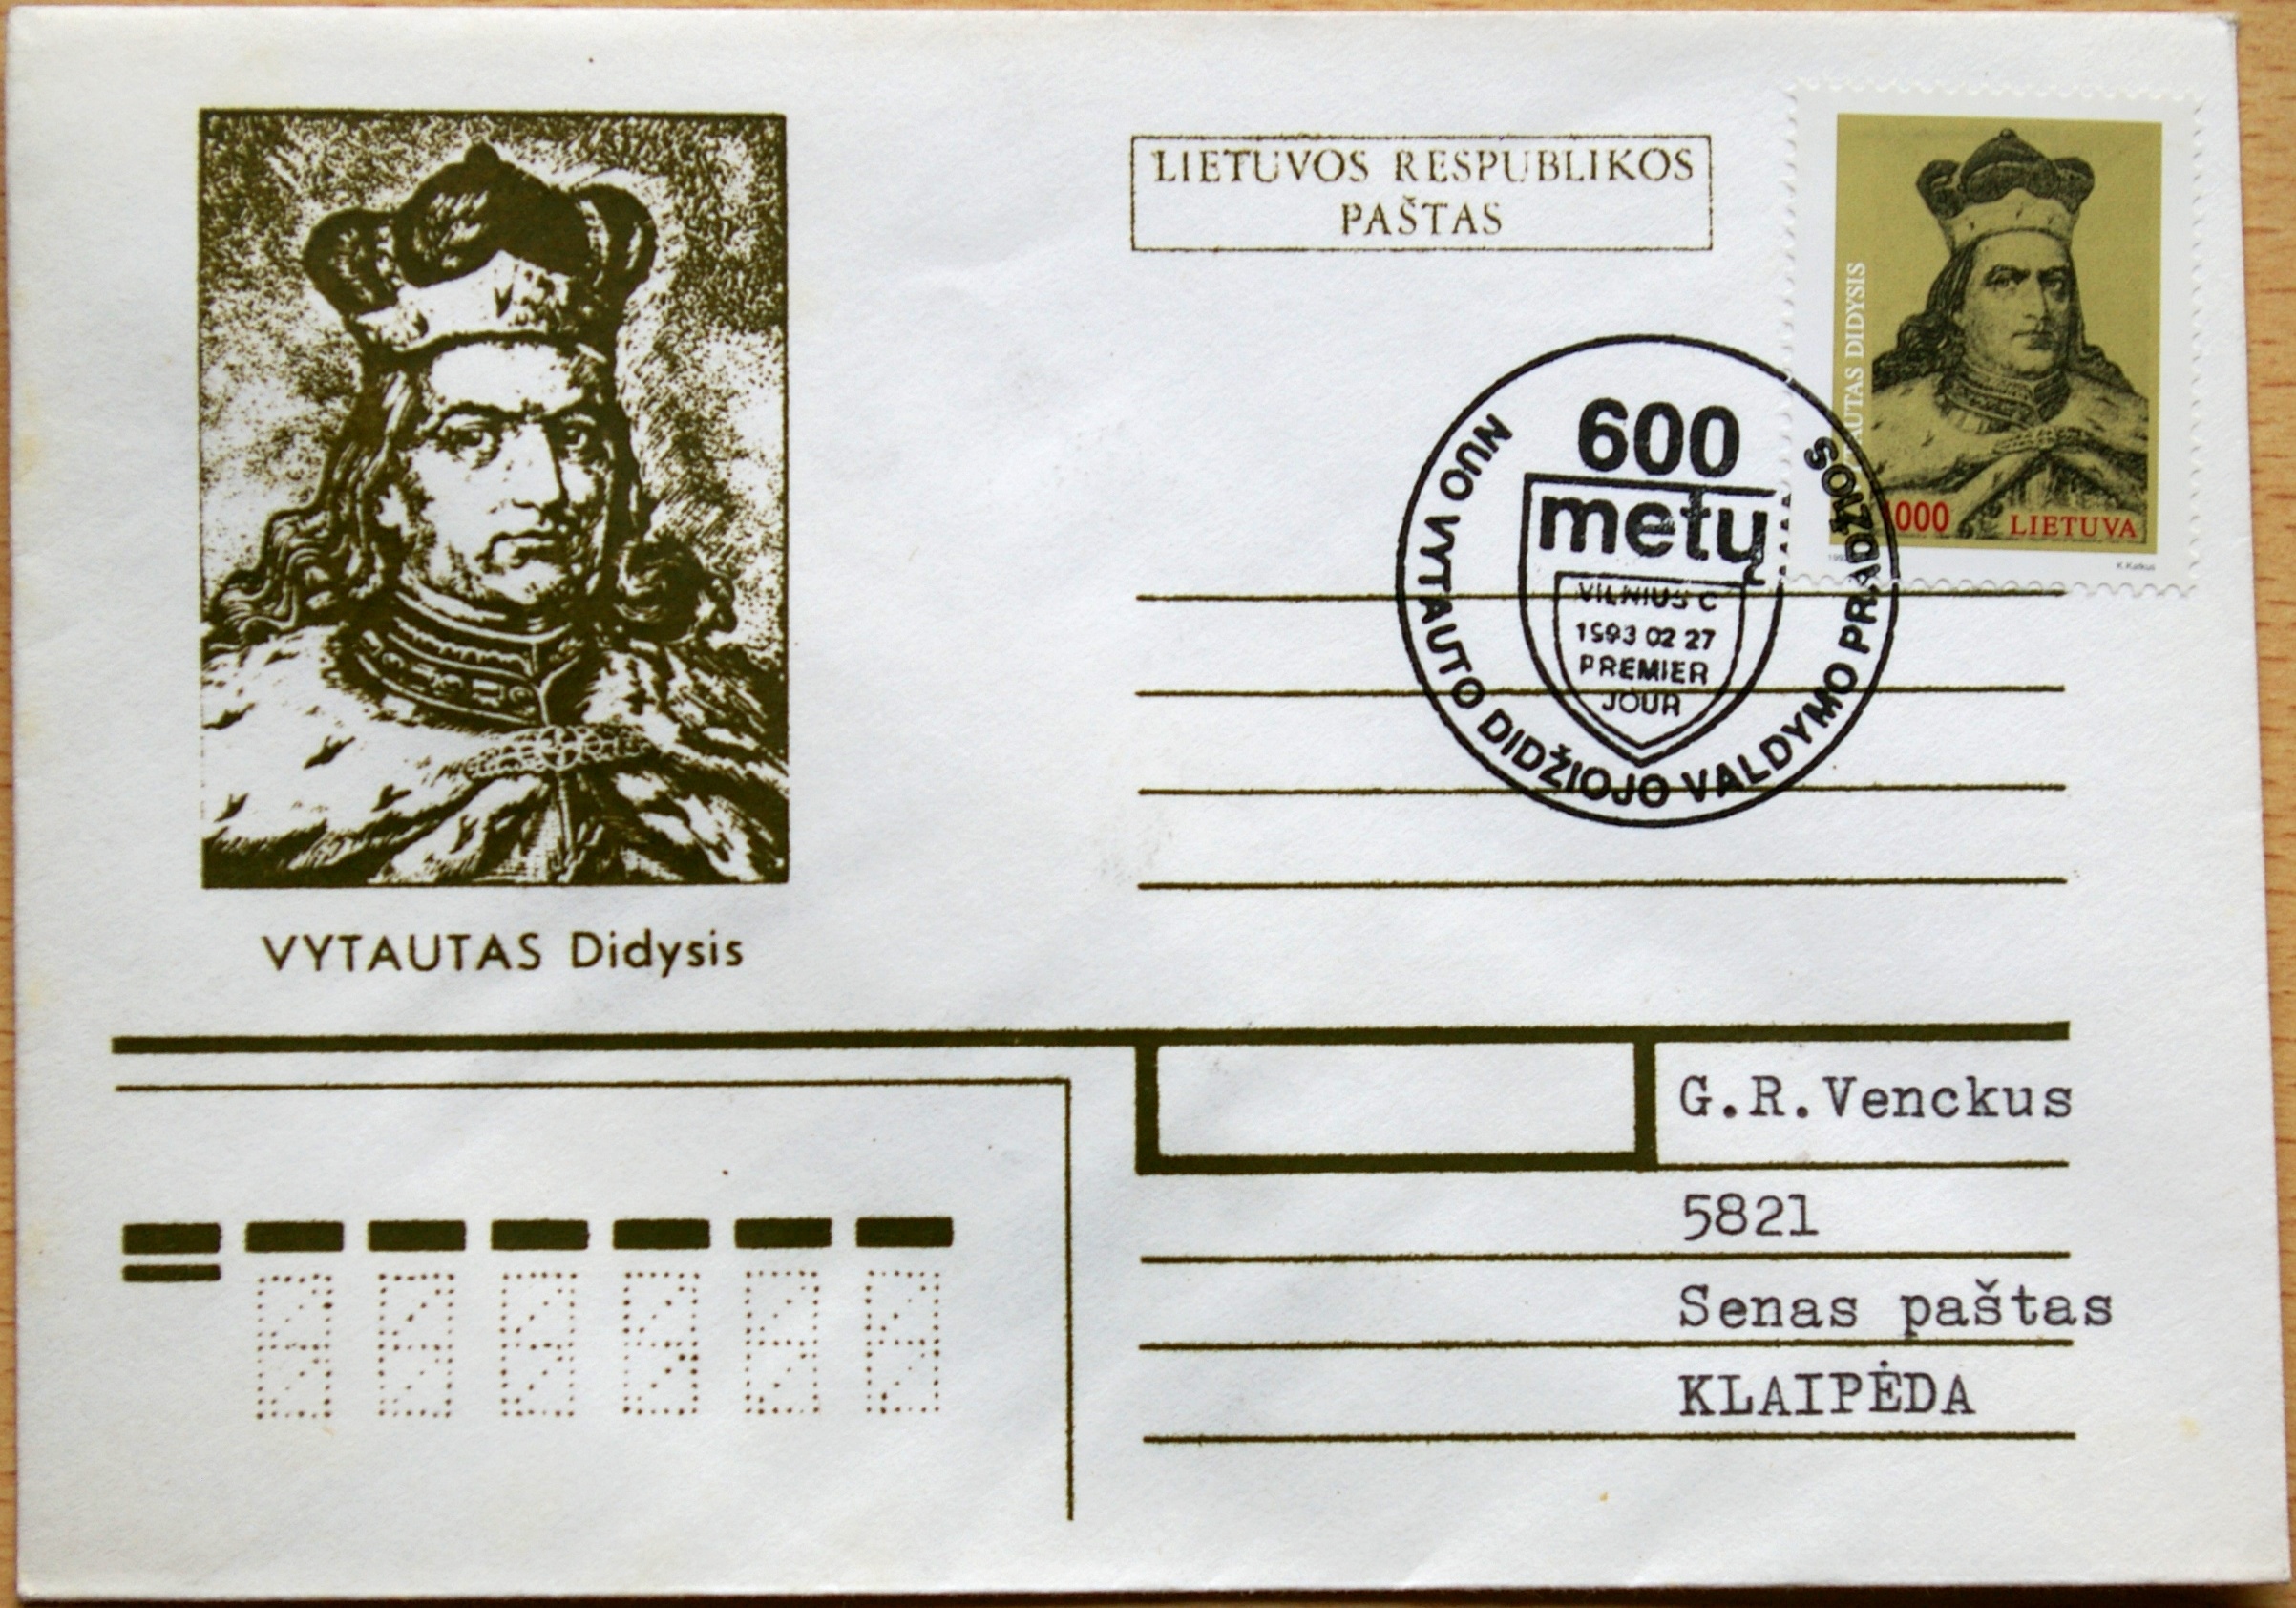 LIETUVOS RESPUBLIKOS
PAŠTAS
DIDYSIS
LIETUVA
K.Katkus
600
metų
NUO VYTAUTO DIDŽIOJO VALDYMO PRADŽIOS
VILNIUS C
1993 02 27
PREMIER
JOUR
VYTAUTAS Didysis
G.R.Venckus
5821
Senas paštas
KLAIPĖDA